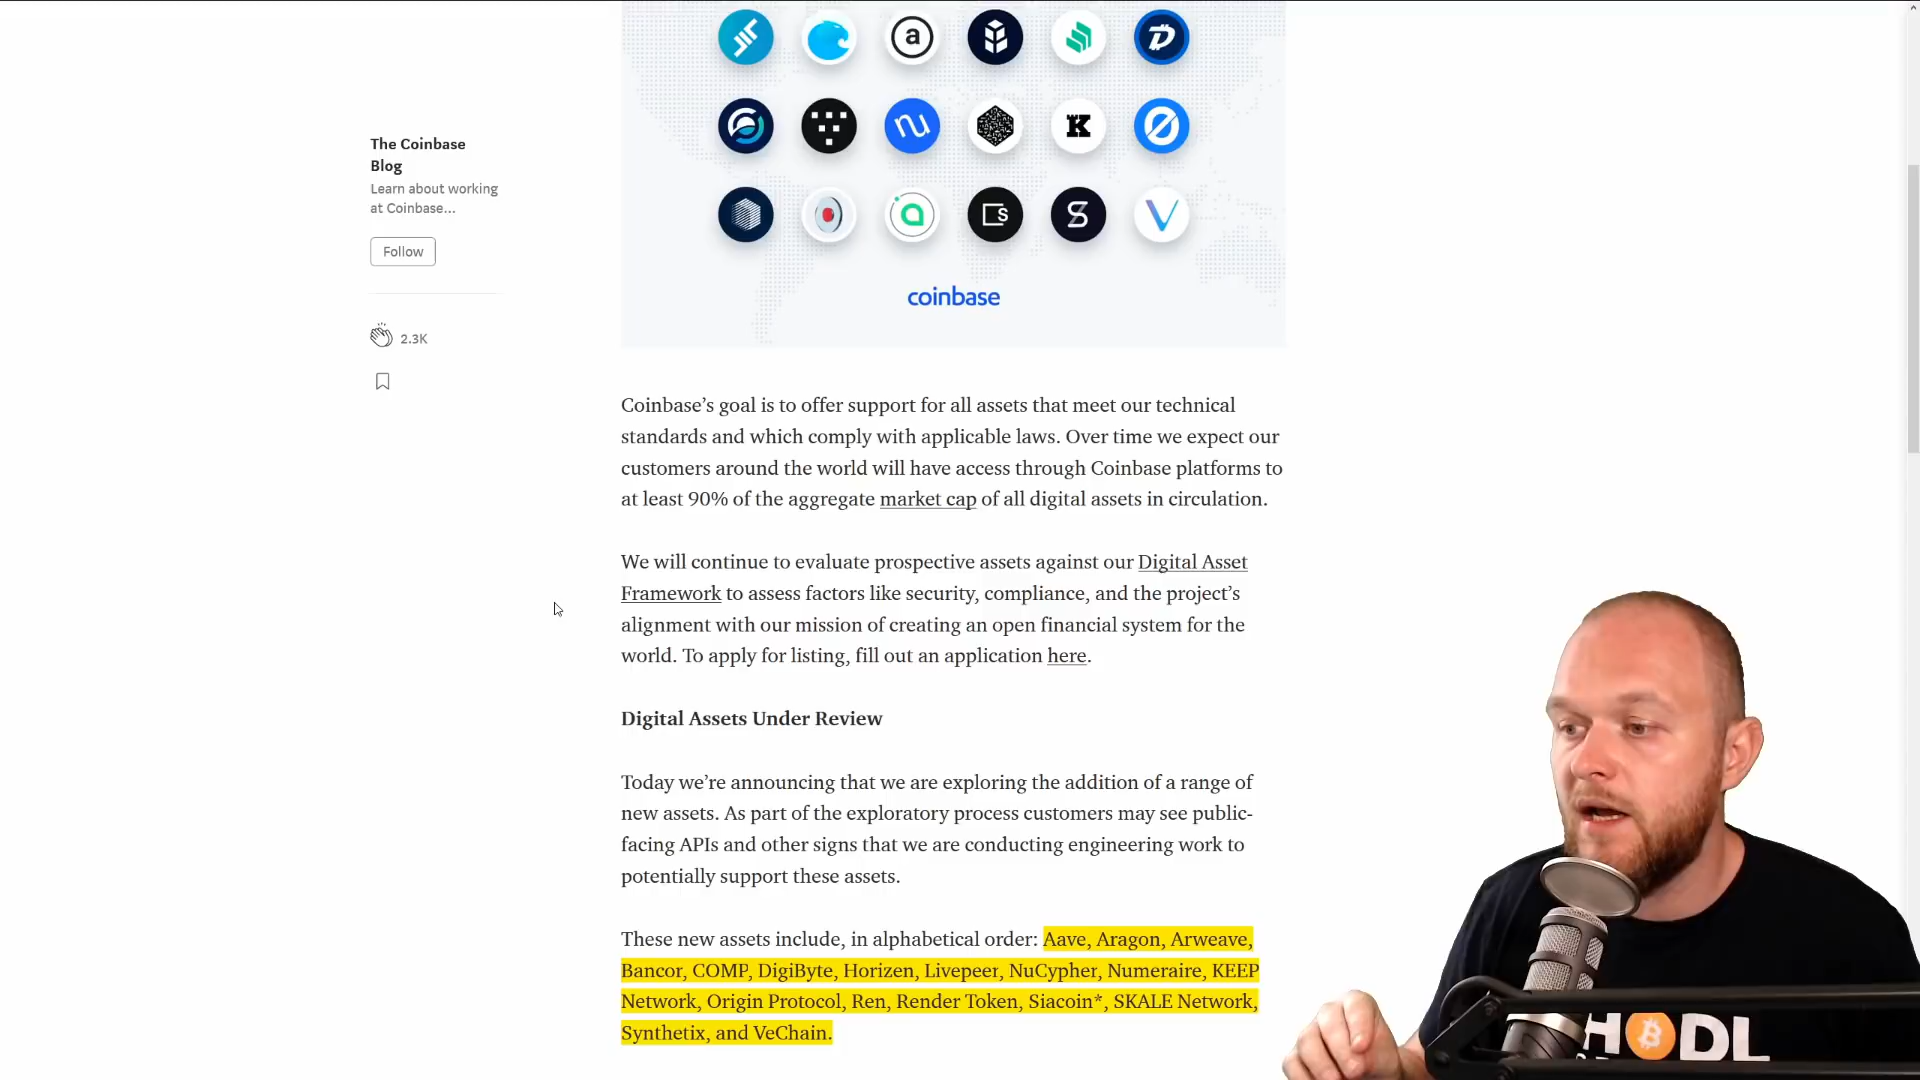 The Coinbase
Blog
Learn about working
at Coinbase...
Follow
2.3K
a
K
S
S
coinbase
Coinbase’s goal is to offer support for all assets that meet our technical
standards and which comply with applicable laws. Over time we expect our
customers around the world will have access through Coinbase platforms to
at least 90% of the aggregate market cap of all digital assets in circulation.
We will continue to evaluate prospective assets against our Digital Asset
Framework to assess factors like security, compliance, and the project’s
alignment with our mission of creating an open financial system for the
world. To apply for listing, fill out an application here.
Digital Assets Under Review
Today we’re announcing that we are exploring the addition of a range of
new assets. As part of the exploratory process customers may see public-
facing APIs and other signs that we are conducting engineering work to
potentially support these assets.
These new assets include, in alphabetical order: Aave, Aragon, Arweave,
Bancor, COMP, DigiByte, Horizen, Livepeer, NuCypher, Numeraire, KEEP
Network, Origin Protocol, Ren, Render Token, Siacoin*, SKALE Network,
Synthetix, and VeChain.
HODL